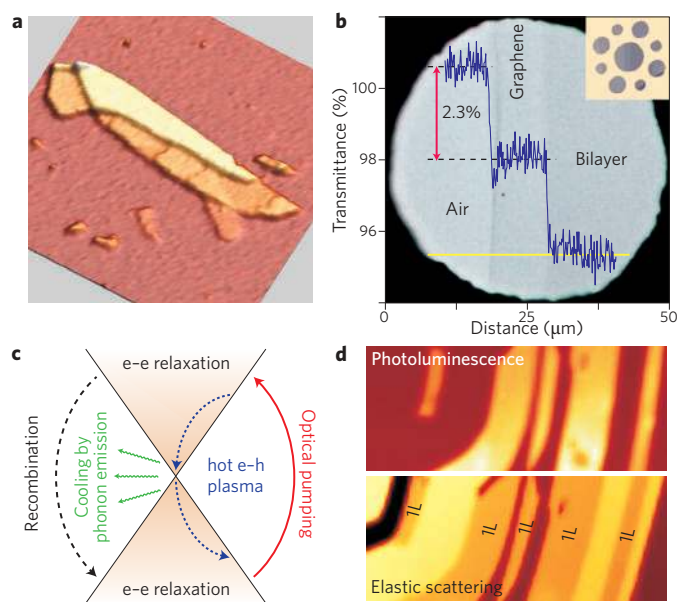 a
b
Transmittance (%)
100
98
96
2.3%
Graphene
Air
Bilayer
0
25
50
Distance (μm)
c
e–e relaxation
Recombination
Cooling by
phonon emission
hot e–h
plasma
Optical pumping
e–e relaxation
d
Photoluminescence
1L
1L
1L
1L
1L
Elastic scattering